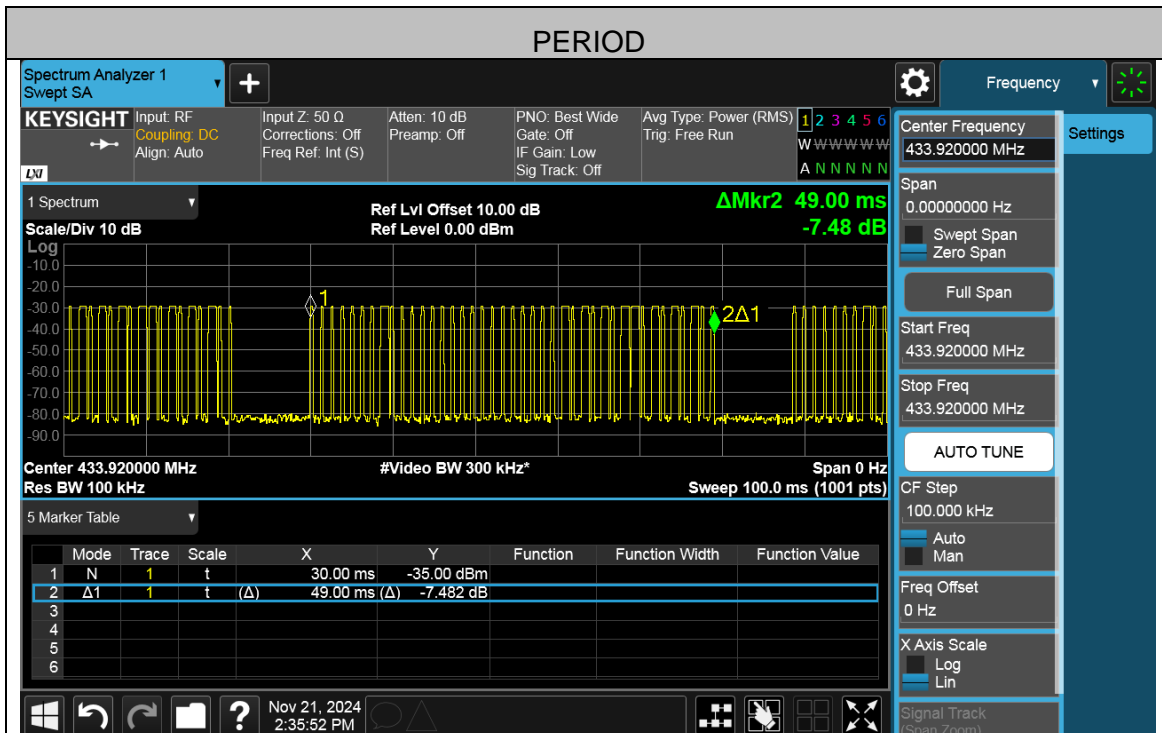 PERIOD
Spectrum Analyzer 1
Swept SA
Frequency
KEYSIGHT
LXI
Input: RF
Coupling: DC
Align: Auto
Input Z: 50 Ω
Corrections: Off
Freq Ref: Int (S)
Atten: 10 dB
Preamp: Off
PNO: Best Wide
Gate: Off
IF Gain: Low
Sig Track: Off
Avg Type: Power (RMS)
Trig: Free Run
1 2 3 4 5 6
W W W W W W
A N N N N N
1 Spectrum
Scale/Div 10 dB
Ref Lvl Offset 10.00 dB
Ref Level 0.00 dBm
ΔMkr2 49.00 ms
-7.48 dB
Log
-10.0
-20.0
-30.0
-40.0
-50.0
-60.0
-70.0
-80.0
-90.0
1
2Δ1
Center 433.920000 MHz
Res BW 100 kHz
#Video BW 300 kHz*
Span 0 Hz
Sweep 100.0 ms (1001 pts)
5 Marker Table
Mode Trace Scale X Y Function Function Width Function Value
1 N 1 t 30.00 ms -35.00 dBm
2 Δ1 1 t (Δ) 49.00 ms (Δ) -7.482 dB
3
4
5
6
Nov 21, 2024
2:35:52 PM
Center Frequency
433.920000 MHz
Span
0.00000000 Hz
Swept Span
Zero Span
Full Span
Start Freq
433.920000 MHz
Stop Freq
433.920000 MHz
AUTO TUNE
CF Step
100.000 kHz
Auto
Man
Freq Offset
0 Hz
X Axis Scale
Log
Lin
Signal Track
(Span Zoom)
Settings